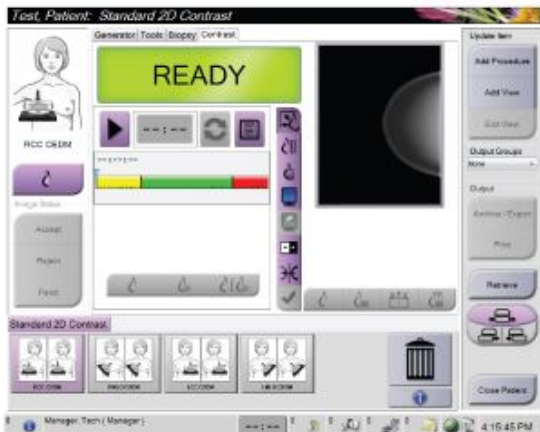 Test, Patient: Standard 2D Contrast
Generator Tools Biopsy Contrast
Update Item
READY
Add Procedure
Add View
Edit View
--:--
RCC CEDM
Output Groups
None
Output
Archive / Export
Accept
Print
Reject
Retrieve
Pend
Standard 2D Contrast
Close Patient
Manager, Tech ( Manager )
--:--
4:15:45 PM